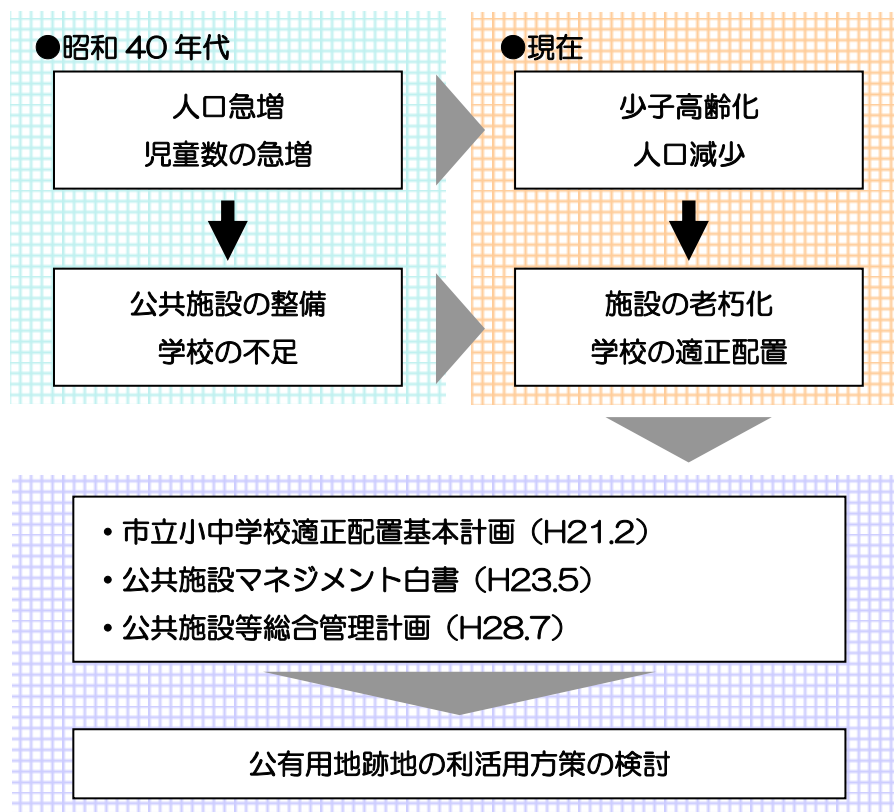 ●昭和 40 年代
人口急増
児童数の急増
公共施設の整備
学校の不足
●現在
少子高齢化
人口減少
施設の老朽化
学校の適正配置
・市立小中学校適正配置基本計画（H21.2）
・公共施設マネジメント白書（H23.5）
・公共施設等総合管理計画（H28.7）
公有用地跡地の利活用方策の検討